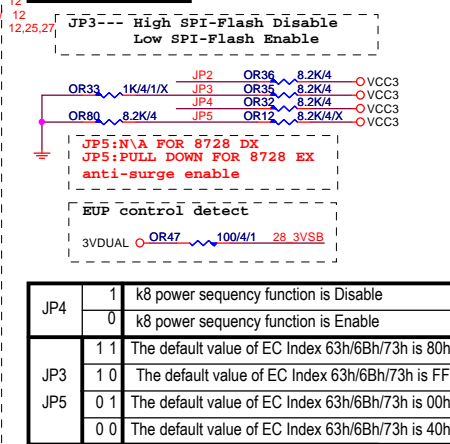 12
12
12,25,27
JP3--- High SPI-Flash Disable
Low SPI-Flash Enable
JP2 OR36 8.2K/4 VCC3
OR33 1K/4/1/X JP3 OR35 8.2K/4 VCC3
JP4 OR32 8.2K/4 VCC3
OR80 8.2K/4 JP5 OR12 8.2K/4/X VCC3
JP5:N\A FOR 8728 DX
JP5:PULL DOWN FOR 8728 EX
anti-surge enable
EUP control detect
3VDUAL OR47 100/4/1 28_3VSB
JP4 1 k8 power sequency function is Disable
0 k8 power sequency function is Enable
JP3 JP5 1 1 The default value of EC Index 63h/6Bh/73h is 80h
1 0 The default value of EC Index 63h/6Bh/73h is FF
0 1 The default value of EC Index 63h/6Bh/73h is 00h
0 0 The default value of EC Index 63h/6Bh/73h is 40h